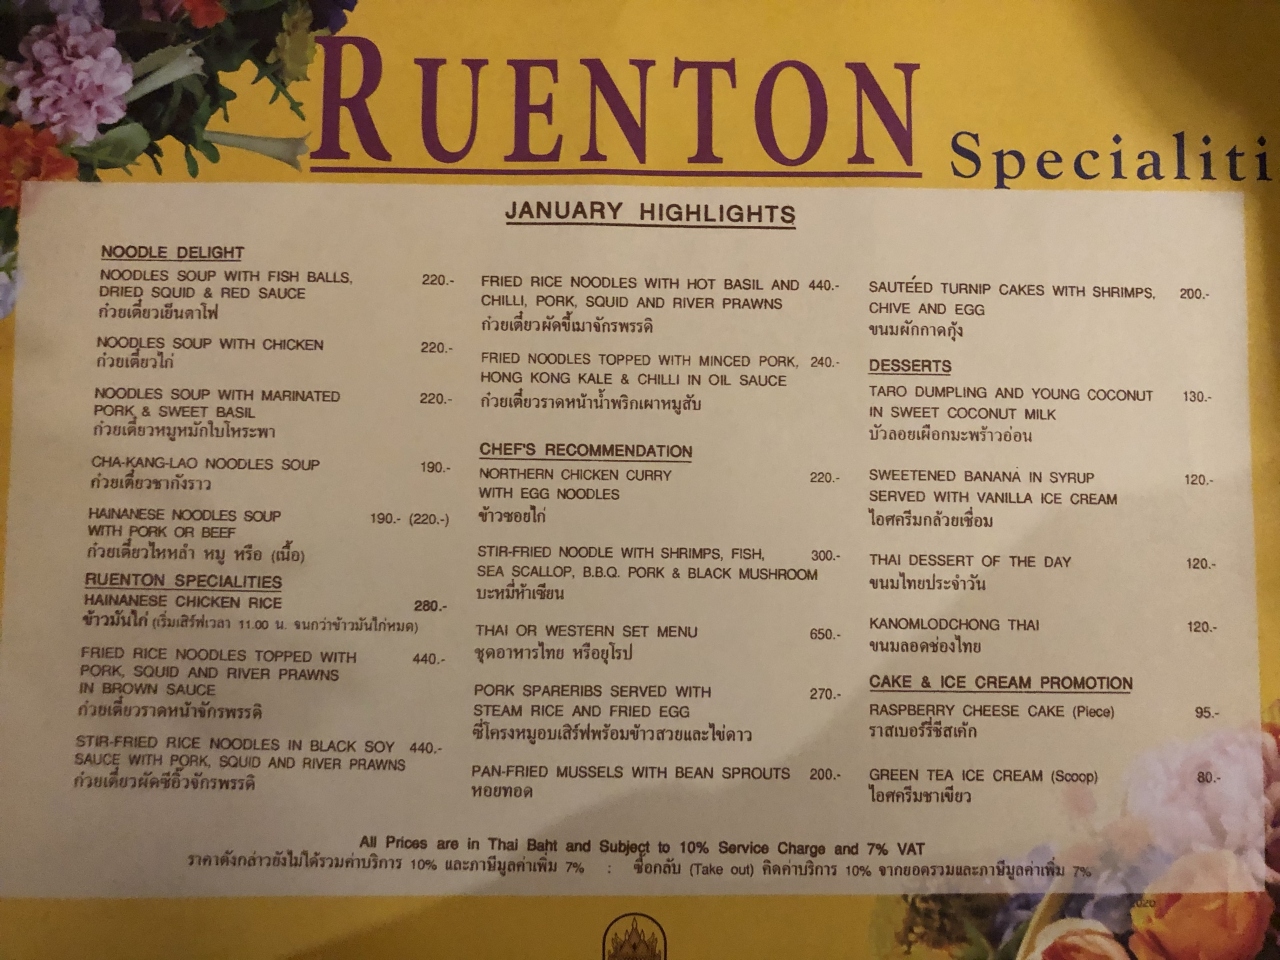 RUENTON Specialiti
JANUARY HIGHLIGHTS
NOODLE DELIGHT
NOODLES SOUP WITH FISH BALLS, 220.-
DRIED SQUID & RED SAUCE
ก๋วยเตี๋ยวเย็นตาโฟ
NOODLES SOUP WITH CHICKEN 220.-
ก๋วยเตี๋ยวไก่
NOODLES SOUP WITH MARINATED 220.-
PORK & SWEET BASIL
ก๋วยเตี๋ยวหมูหมักใบโหระพา
CHA-KANG-LAO NOODLES SOUP 190.-
ก๋วยเตี๋ยวชากังราว
HAINANESE NOODLES SOUP 190.- (220.-)
WITH PORK OR BEEF
ก๋วยเตี๋ยวไหหลำ หมู หรือ (เนื้อ)
RUENTON SPECIALITIES
HAINANESE CHICKEN RICE 280.-
ข้าวมันไก่ (เริ่มเสิร์ฟเวลา 11.00 น. จนกว่าข้าวมันไก่หมด)
FRIED RICE NOODLES TOPPED WITH 440.-
PORK, SQUID AND RIVER PRAWNS
IN BROWN SAUCE
ก๋วยเตี๋ยวราดหน้าจักรพรรดิ
STIR-FRIED RICE NOODLES IN BLACK SOY 440.-
SAUCE WITH PORK, SQUID AND RIVER PRAWNS
ก๋วยเตี๋ยวผัดซีอิ๊วจักรพรรดิ
FRIED RICE NOODLES WITH HOT BASIL AND 440.-
CHILLI, PORK, SQUID AND RIVER PRAWNS
ก๋วยเตี๋ยวผัดขี้เมาจักรพรรดิ
FRIED NOODLES TOPPED WITH MINCED PORK, 240.-
HONG KONG KALE & CHILLI IN OIL SAUCE
ก๋วยเตี๋ยวราดหน้าน้ำพริกเผาหมูสับ
CHEF'S RECOMMENDATION
NORTHERN CHICKEN CURRY 220.-
WITH EGG NOODLES
ข้าวซอยไก่
STIR-FRIED NOODLE WITH SHRIMPS, FISH, 300.-
SEA SCALLOP, B.B.Q. PORK & BLACK MUSHROOM
บะหมี่ห้าเซียน
THAI OR WESTERN SET MENU 650.-
ชุดอาหารไทย หรือยุโรป
PORK SPARERIBS SERVED WITH 270.-
STEAM RICE AND FRIED EGG
ซี่โครงหมูอบเสิร์ฟพร้อมข้าวสวยและไข่ดาว
PAN-FRIED MUSSELS WITH BEAN SPROUTS 200.-
หอยทอด
SAUTEÉD TURNIP CAKES WITH SHRIMPS, 200.-
CHIVE AND EGG
ขนมผักกาดกุ้ง
DESSERTS
TARO DUMPLING AND YOUNG COCONUT 130.-
IN SWEET COCONUT MILK
บัวลอยเผือกมะพร้าวอ่อน
SWEETENED BANANA IN SYRUP 120.-
SERVED WITH VANILLA ICE CREAM
ไอศครีมกล้วยเชื่อม
THAI DESSERT OF THE DAY 120.-
ขนมไทยประจำวัน
KANOMLODCHONG THAI 120.-
ขนมลอดช่องไทย
CAKE & ICE CREAM PROMOTION
RASPBERRY CHEESE CAKE (Piece) 95.-
ราสเบอร์รี่ชีสเค้ก
GREEN TEA ICE CREAM (Scoop) 80.-
ไอศครีมชาเขียว
All Prices are in Thai Baht and Subject to 10% Service Charge and 7% VAT
ราคาดังกล่าวยังไม่ได้รวมค่าบริการ 10% และภาษีมูลค่าเพิ่ม 7% : ซื้อกลับ (Take out) คิดค่าบริการ 10% จากยอดรวมและภาษีมูลค่าเพิ่ม 7%
2020